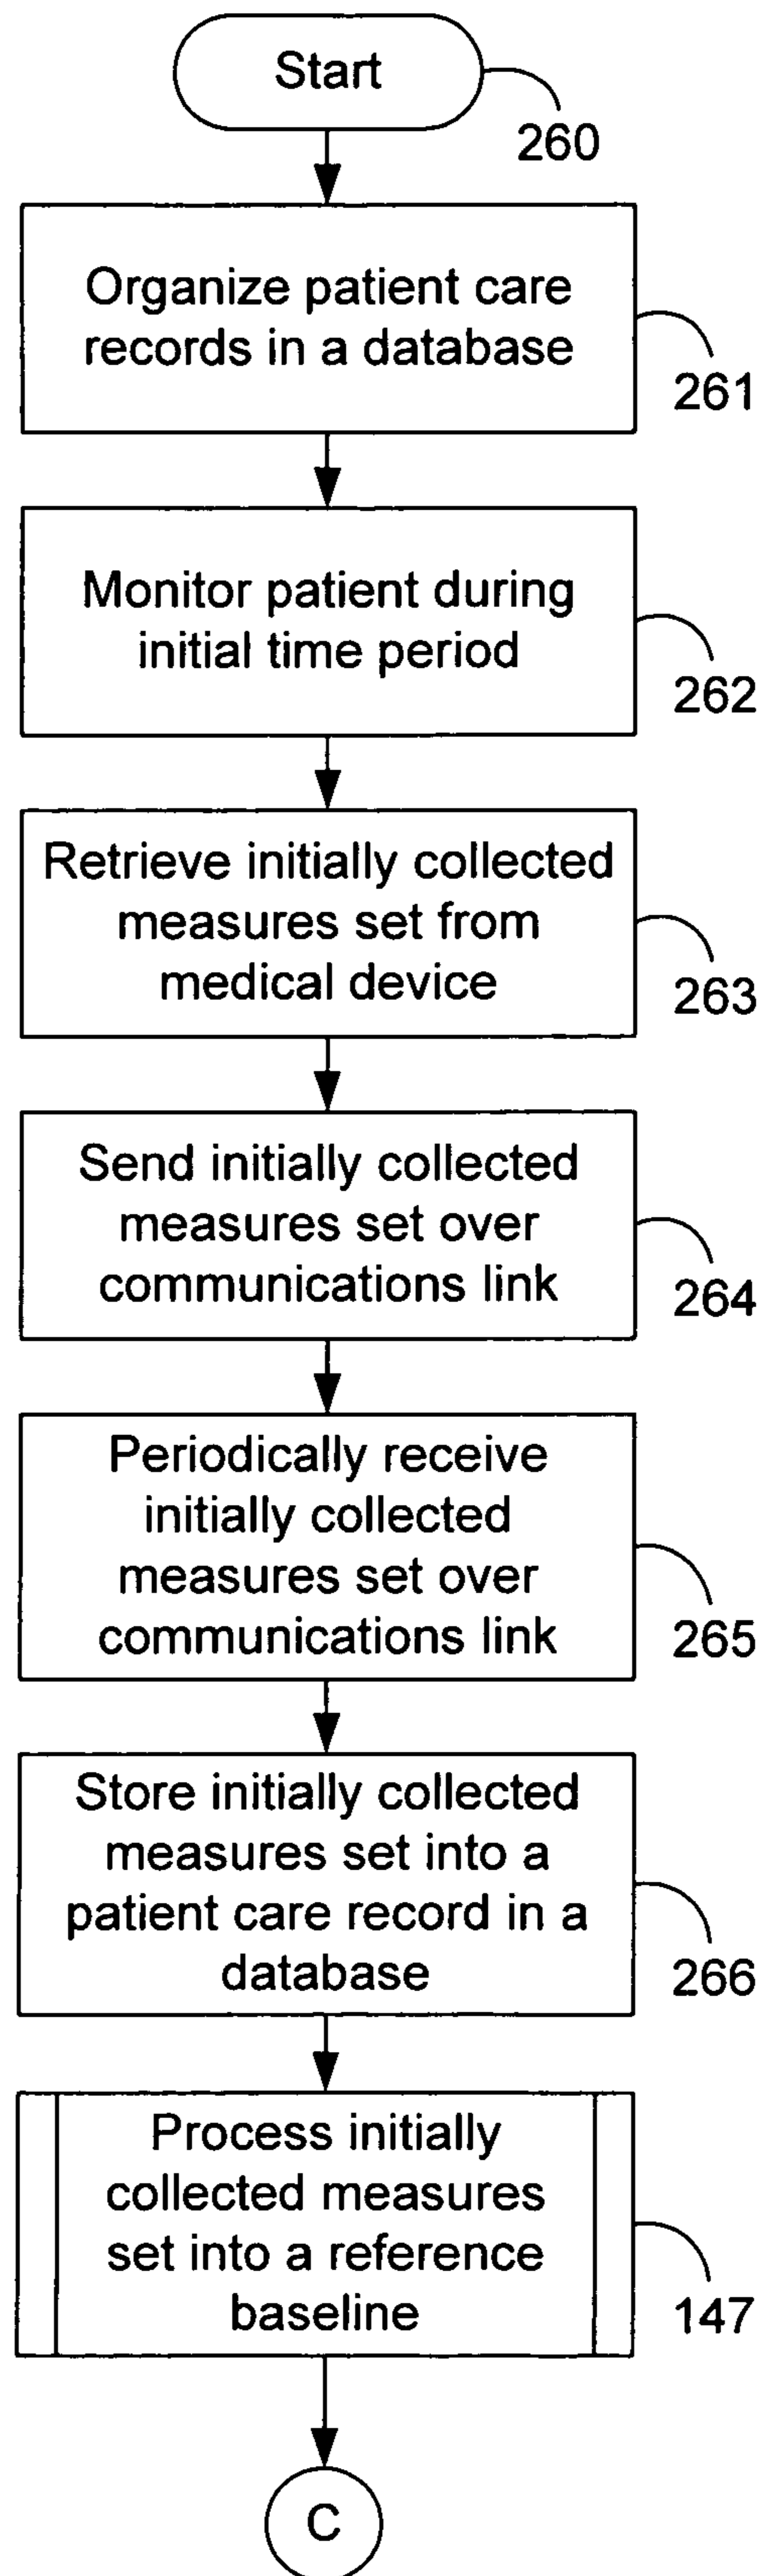 Start
260
Organize patient care
records in a database
261
Monitor patient during
initial time period
262
Retrieve initially collected
measures set from
medical device
263
Send initially collected
measures set over
communications link
264
Periodically receive
initially collected
measures set over
communications link
265
Store initially collected
measures set into a
patient care record in a
database
266
Process initially
collected measures
set into a reference
baseline
147
C